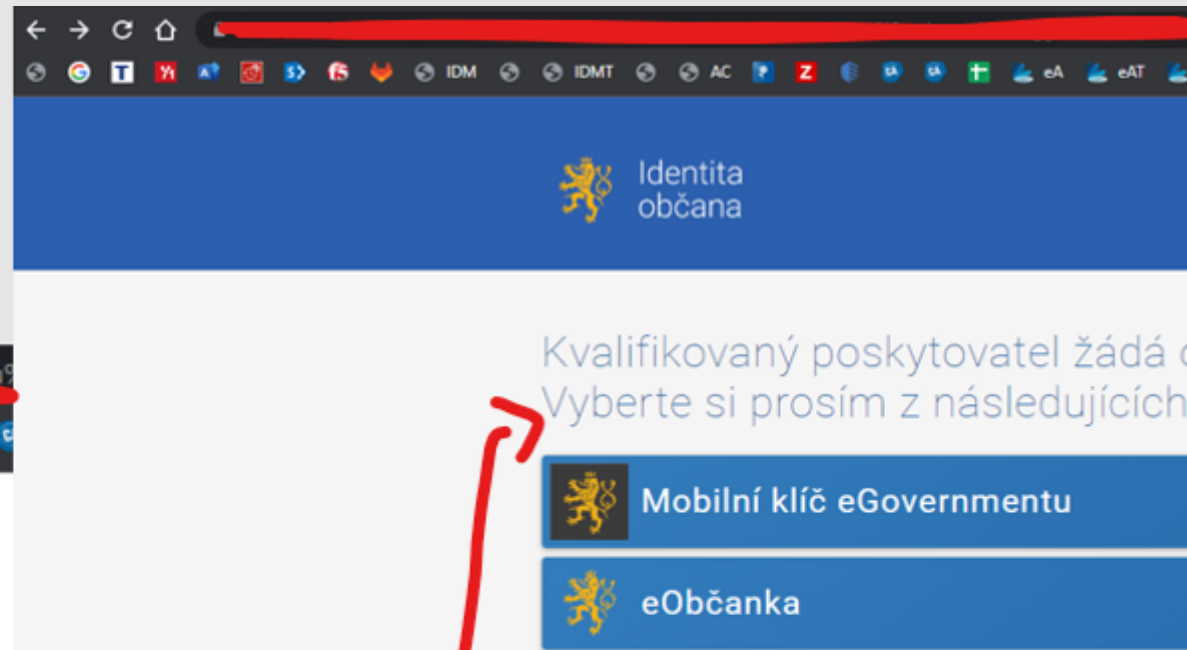 IDM
IDMT
AC
eA
eAT
Identita
občana
Kvalifikovaný poskytovatel žádá
Vyberte si prosím z následujících
Mobilní klíč eGovernmentu
eObčanka